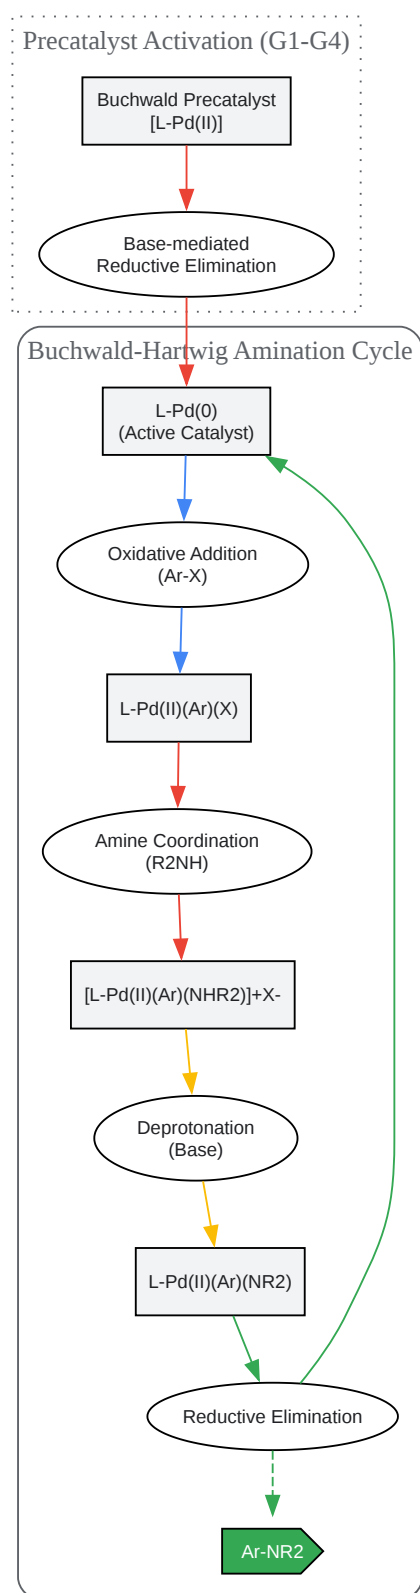 Precatalyst Activation (G1-G4)
Buchwald Precatalyst
[L-Pd(II)]
Base-mediated
Reductive Elimination
Buchwald-Hartwig Amination Cycle
L-Pd(0)
(Active Catalyst)
Oxidative Addition
(Ar-X)
L-Pd(II)(Ar)(X)
Amine Coordination
(R2NH)
[L-Pd(II)(Ar)(NHR2)]+X-
Deprotonation
(Base)
L-Pd(II)(Ar)(NR2)
Reductive Elimination
Ar-NR2